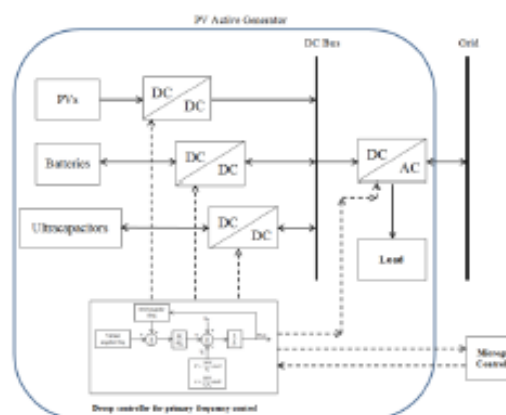 PV Active Generator
DC Bus
Grid
PVs
DC
DC
Batteries
DC
DC
DC
AC
Ultracapacitors
DC
DC
Load
Control
Droop controller for primary frequency control